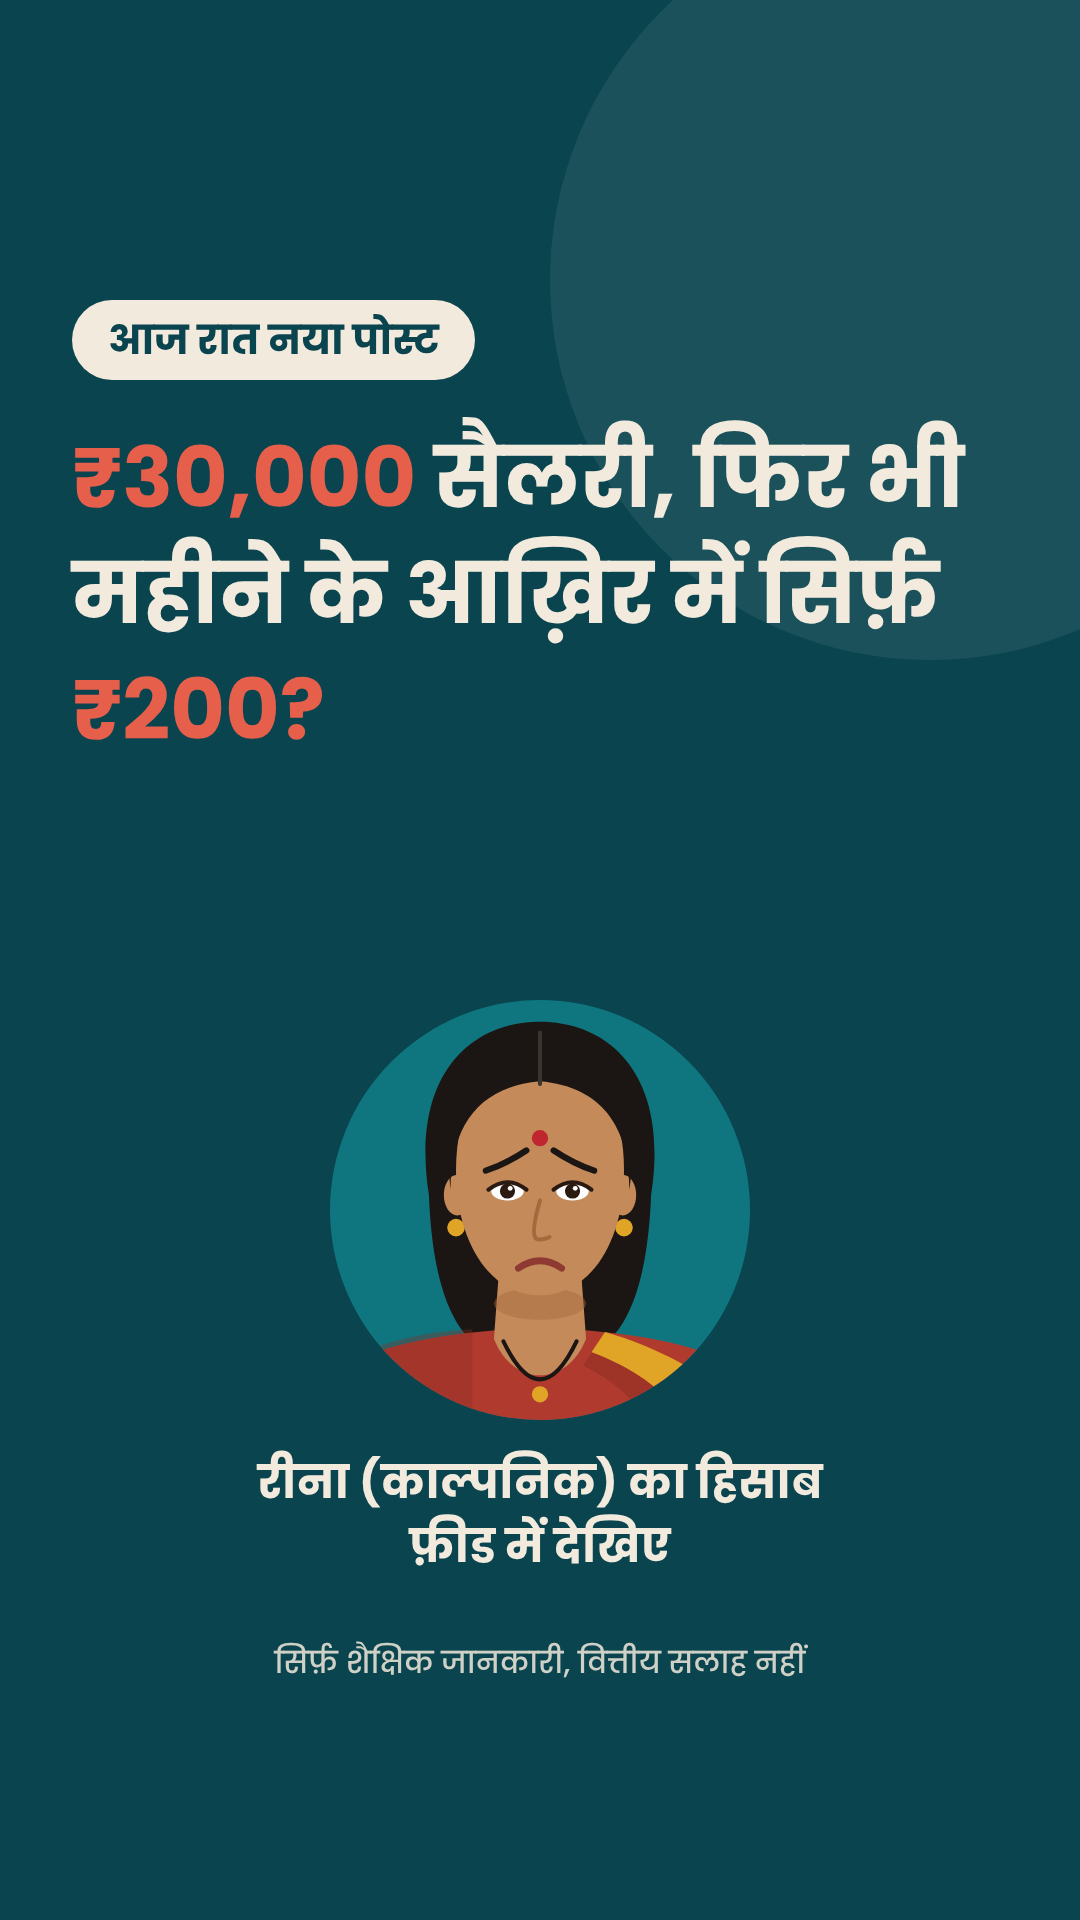 आज रात नया पोस्ट
₹30,000 सैलरी, फिर भी
महीने के आख़िर में सिर्फ़
₹200?
रीना (काल्पनिक) का हिसाब
फ़ीड में देखिए
सिर्फ़ शैक्षिक जानकारी, वित्तीय सलाह नहीं